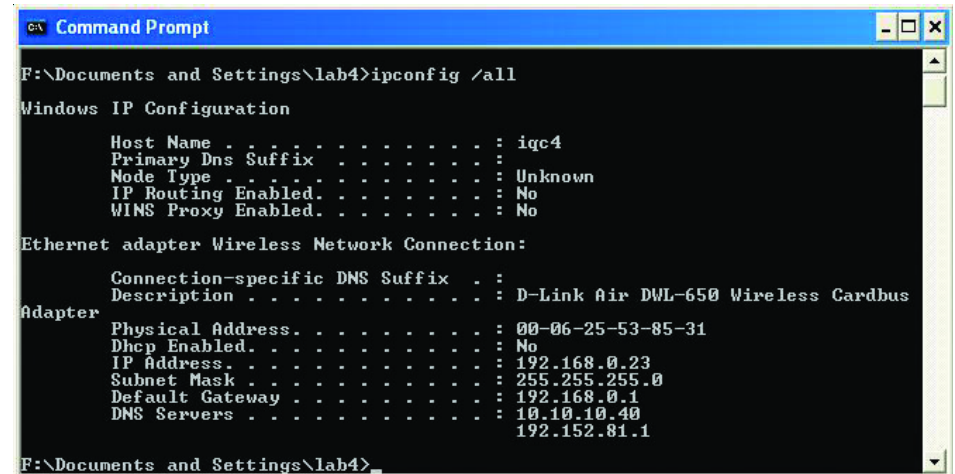 Command Prompt
F:\Documents and Settings\lab4>ipconfig /all
Windows IP Configuration
Host Name . . . . . . . . . . . . : iqc4
Primary Dns Suffix . . . . . . . :
Node Type . . . . . . . . . . . . : Unknown
IP Routing Enabled. . . . . . . . : No
WINS Proxy Enabled. . . . . . . . : No
Ethernet adapter Wireless Network Connection:
Connection-specific DNS Suffix . :
Description . . . . . . . . . . . : D-Link Air DWL-650 Wireless Cardbus
Adapter
Physical Address. . . . . . . . . : 00-06-25-53-85-31
Dhcp Enabled. . . . . . . . . . . : No
IP Address. . . . . . . . . . . . : 192.168.0.23
Subnet Mask . . . . . . . . . . . : 255.255.255.0
Default Gateway . . . . . . . . . : 192.168.0.1
DNS Servers . . . . . . . . . . . : 10.10.10.40
192.152.81.1
F:\Documents and Settings\lab4>_